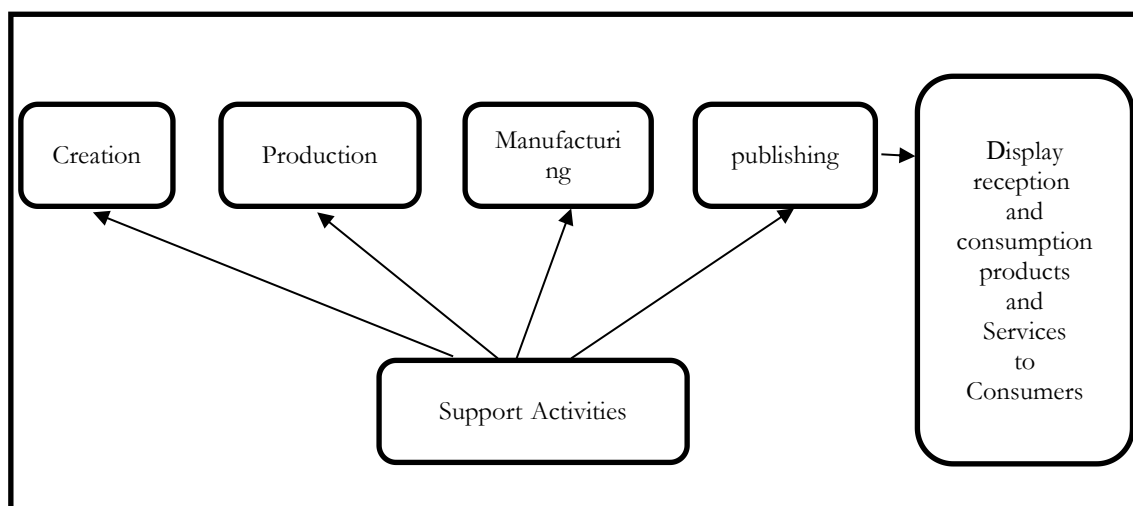 Creation
Production
Manufacturi
ng
publishing
Display
reception
and
consumption
products
and
Services
to
Consumers
Support Activities